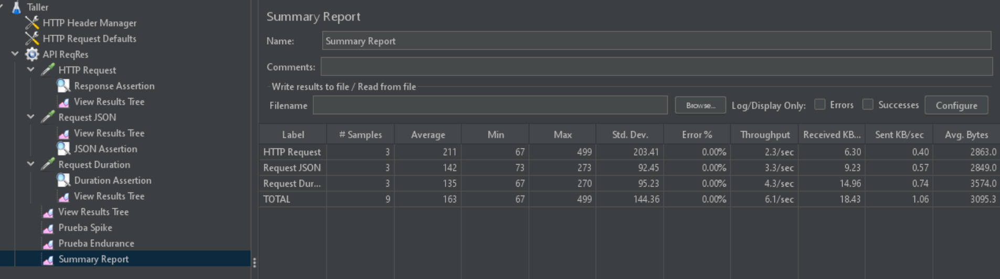 Taller
HTTP Header Manager
HTTP Request Defaults
API ReqRes
HTTP Request
Response Assertion
View Results Tree
Request JSON
View Results Tree
JSON Assertion
Request Duration
Duration Assertion
View Results Tree
View Results Tree
Prueba Spike
Prueba Endurance
Summary Report
Summary Report
Name: Summary Report
Comments:
Write results to file / Read from file
Filename Browse... Log/Display Only: Errors Successes Configure
Label # Samples Average Min Max Std. Dev. Error % Throughput Received KB... Sent KB/sec Avg. Bytes
HTTP Request 3 211 67 499 203.41 0.00% 2.3/sec 6.30 0.40 2863.0
Request JSON 3 142 73 273 92.45 0.00% 3.3/sec 9.23 0.57 2849.0
Request Dur... 3 135 67 270 95.23 0.00% 4.3/sec 14.96 0.74 3574.0
TOTAL 9 163 67 499 144.36 0.00% 6.1/sec 18.43 1.06 3095.3